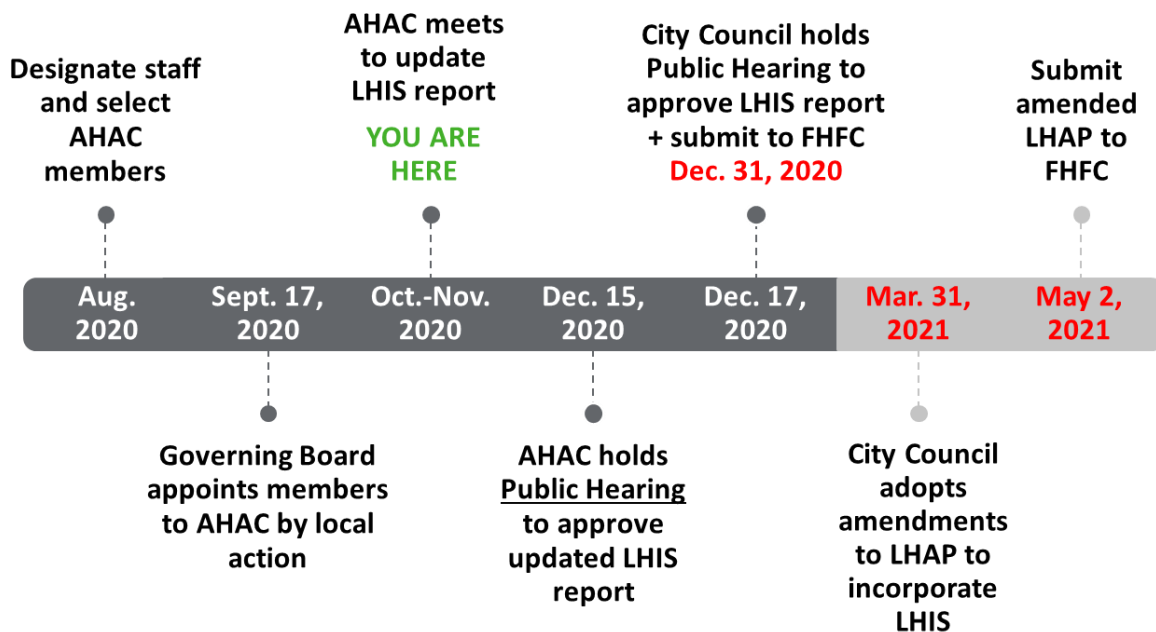 Designate staff
and select
AHAC
members
AHAC meets
to update
LHIS report
YOU ARE
HERE
City Council holds
Public Hearing to
approve LHIS report
+ submit to FHFC
Dec. 31, 2020
Submit
amended
LHAP to
FHFC
Aug.
2020
Sept. 17,
2020
Oct.-Nov.
2020
Dec. 15,
2020
Dec. 17,
2020
Mar. 31,
2021
May 2,
2021
Governing Board
appoints members
to AHAC by local
action
AHAC holds
Public Hearing
to approve
updated LHIS
report
City Council
adopts
amendments
to LHAP to
incorporate
LHIS